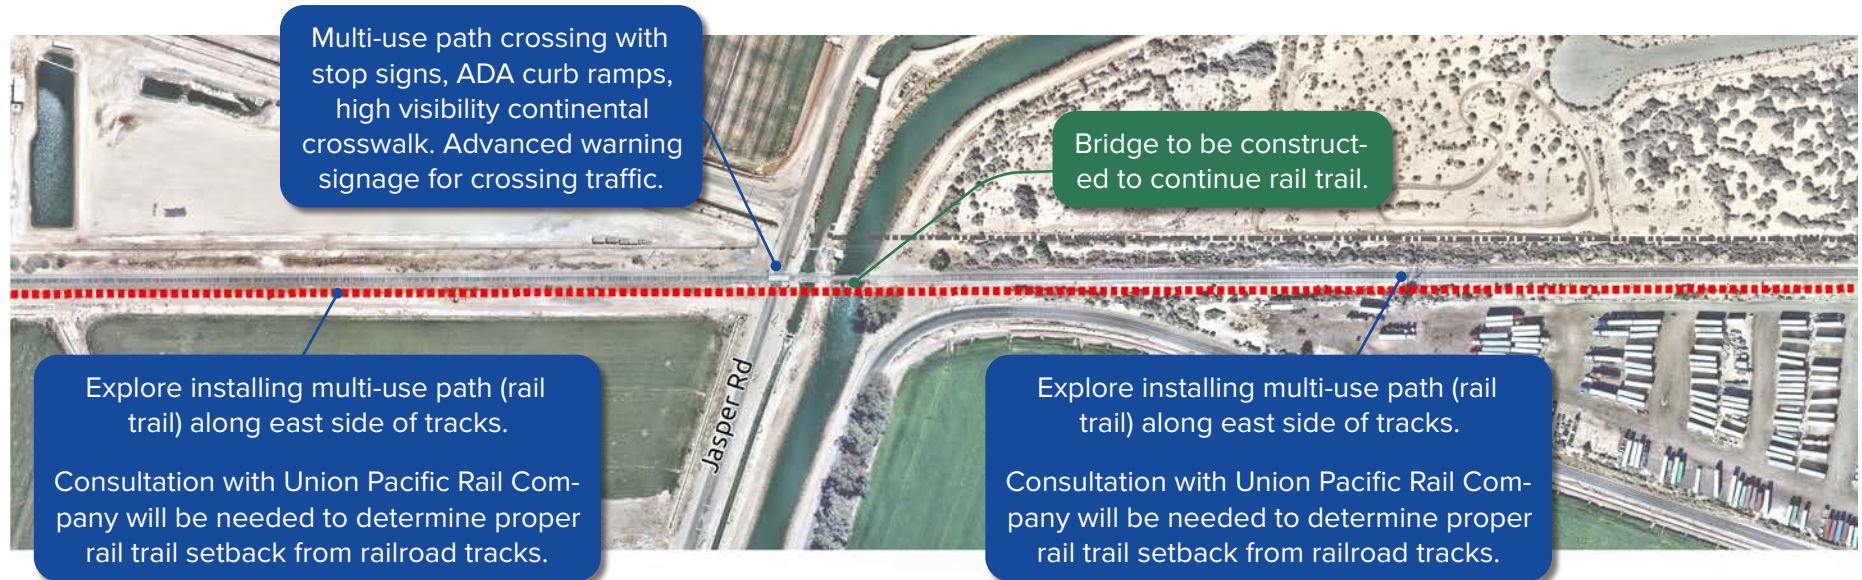 Multi-use path crossing with
stop signs, ADA curb ramps,
high visibility continental
crosswalk. Advanced warning
signage for crossing traffic.
Bridge to be construct-
ed to continue rail trail.
Jasper Rd
Explore installing multi-use path (rail
trail) along east side of tracks.
Consultation with Union Pacific Rail Com-
pany will be needed to determine proper
rail trail setback from railroad tracks.
Explore installing multi-use path (rail
trail) along east side of tracks.
Consultation with Union Pacific Rail Com-
pany will be needed to determine proper
rail trail setback from railroad tracks.